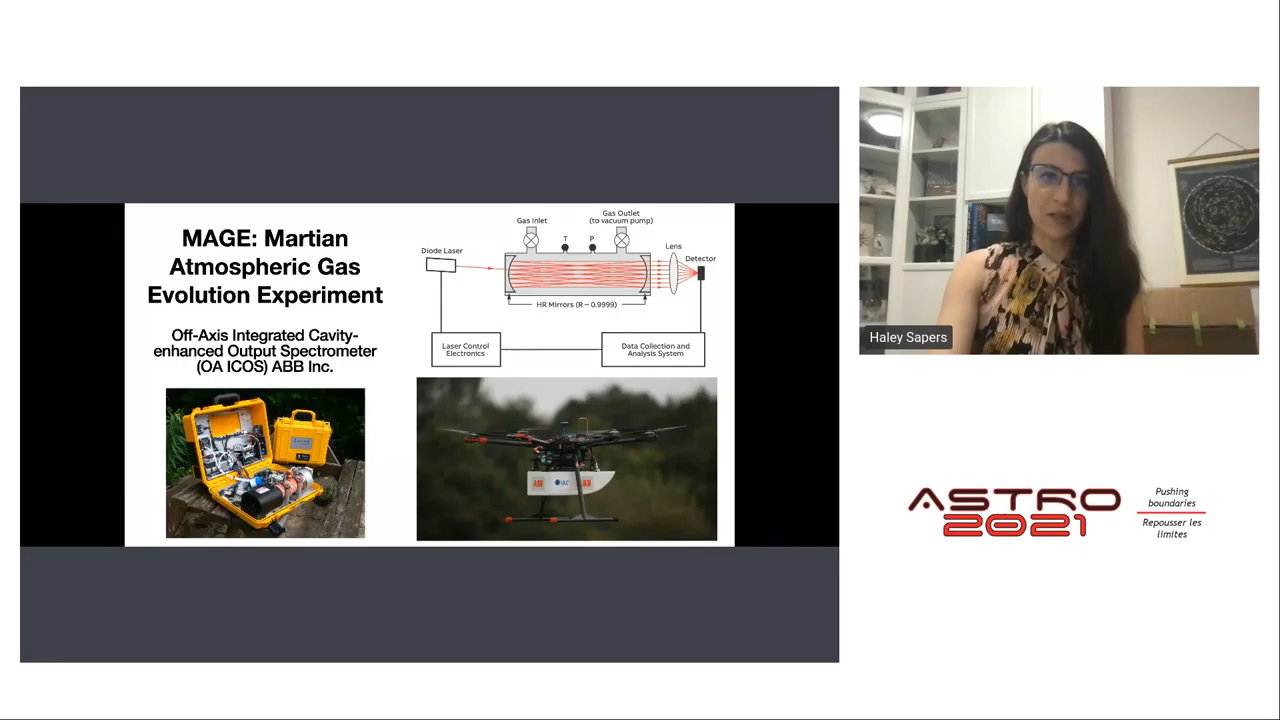 MAGE: Martian
Atmospheric Gas
Evolution Experiment
Off-Axis Integrated Cavity-
enhanced Output Spectrometer
(OA ICOS) ABB Inc.
Gas Inlet
Gas Outlet
(to vacuum pump)
T
P
Lens
Diode Laser
Detector
HR Mirrors (R ~ 0.9999)
Laser Control
Electronics
Data Collection and
Analysis System
ABB
ABB
Haley Sapers
ASTRO
2021
Pushing
boundaries
Repousser les
limites